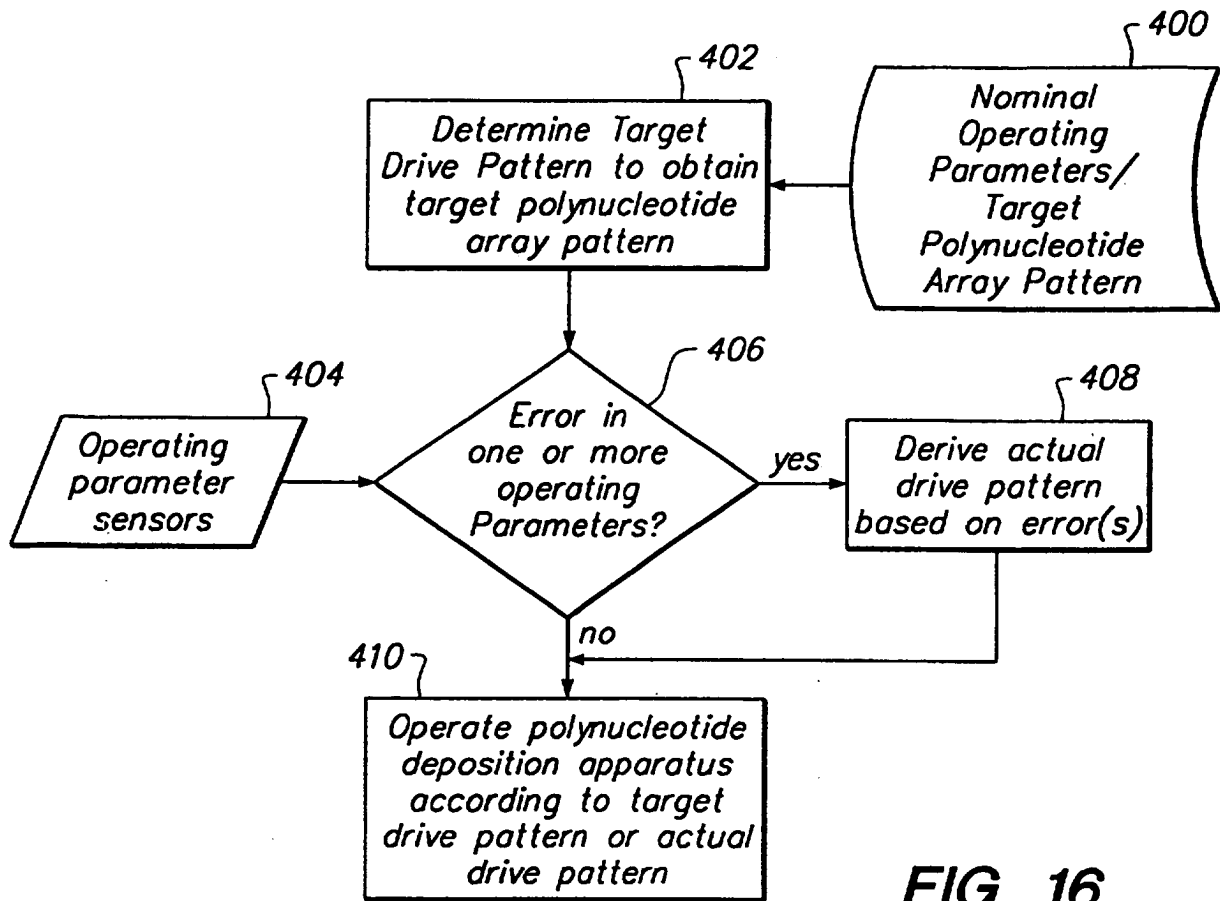 400
Nominal
Operating
Parameters/
Target
Polynucleotide
Array Pattern
402
Determine Target
Drive Pattern to obtain
target polynucleotide
array pattern
404
Operating
parameter
sensors
406
Error in
one or more
operating
Parameters?
yes
408
Derive actual
drive pattern
based on error(s)
no
410
Operate polynucleotide
deposition apparatus
according to target
drive pattern or actual
drive pattern
FIG. 16